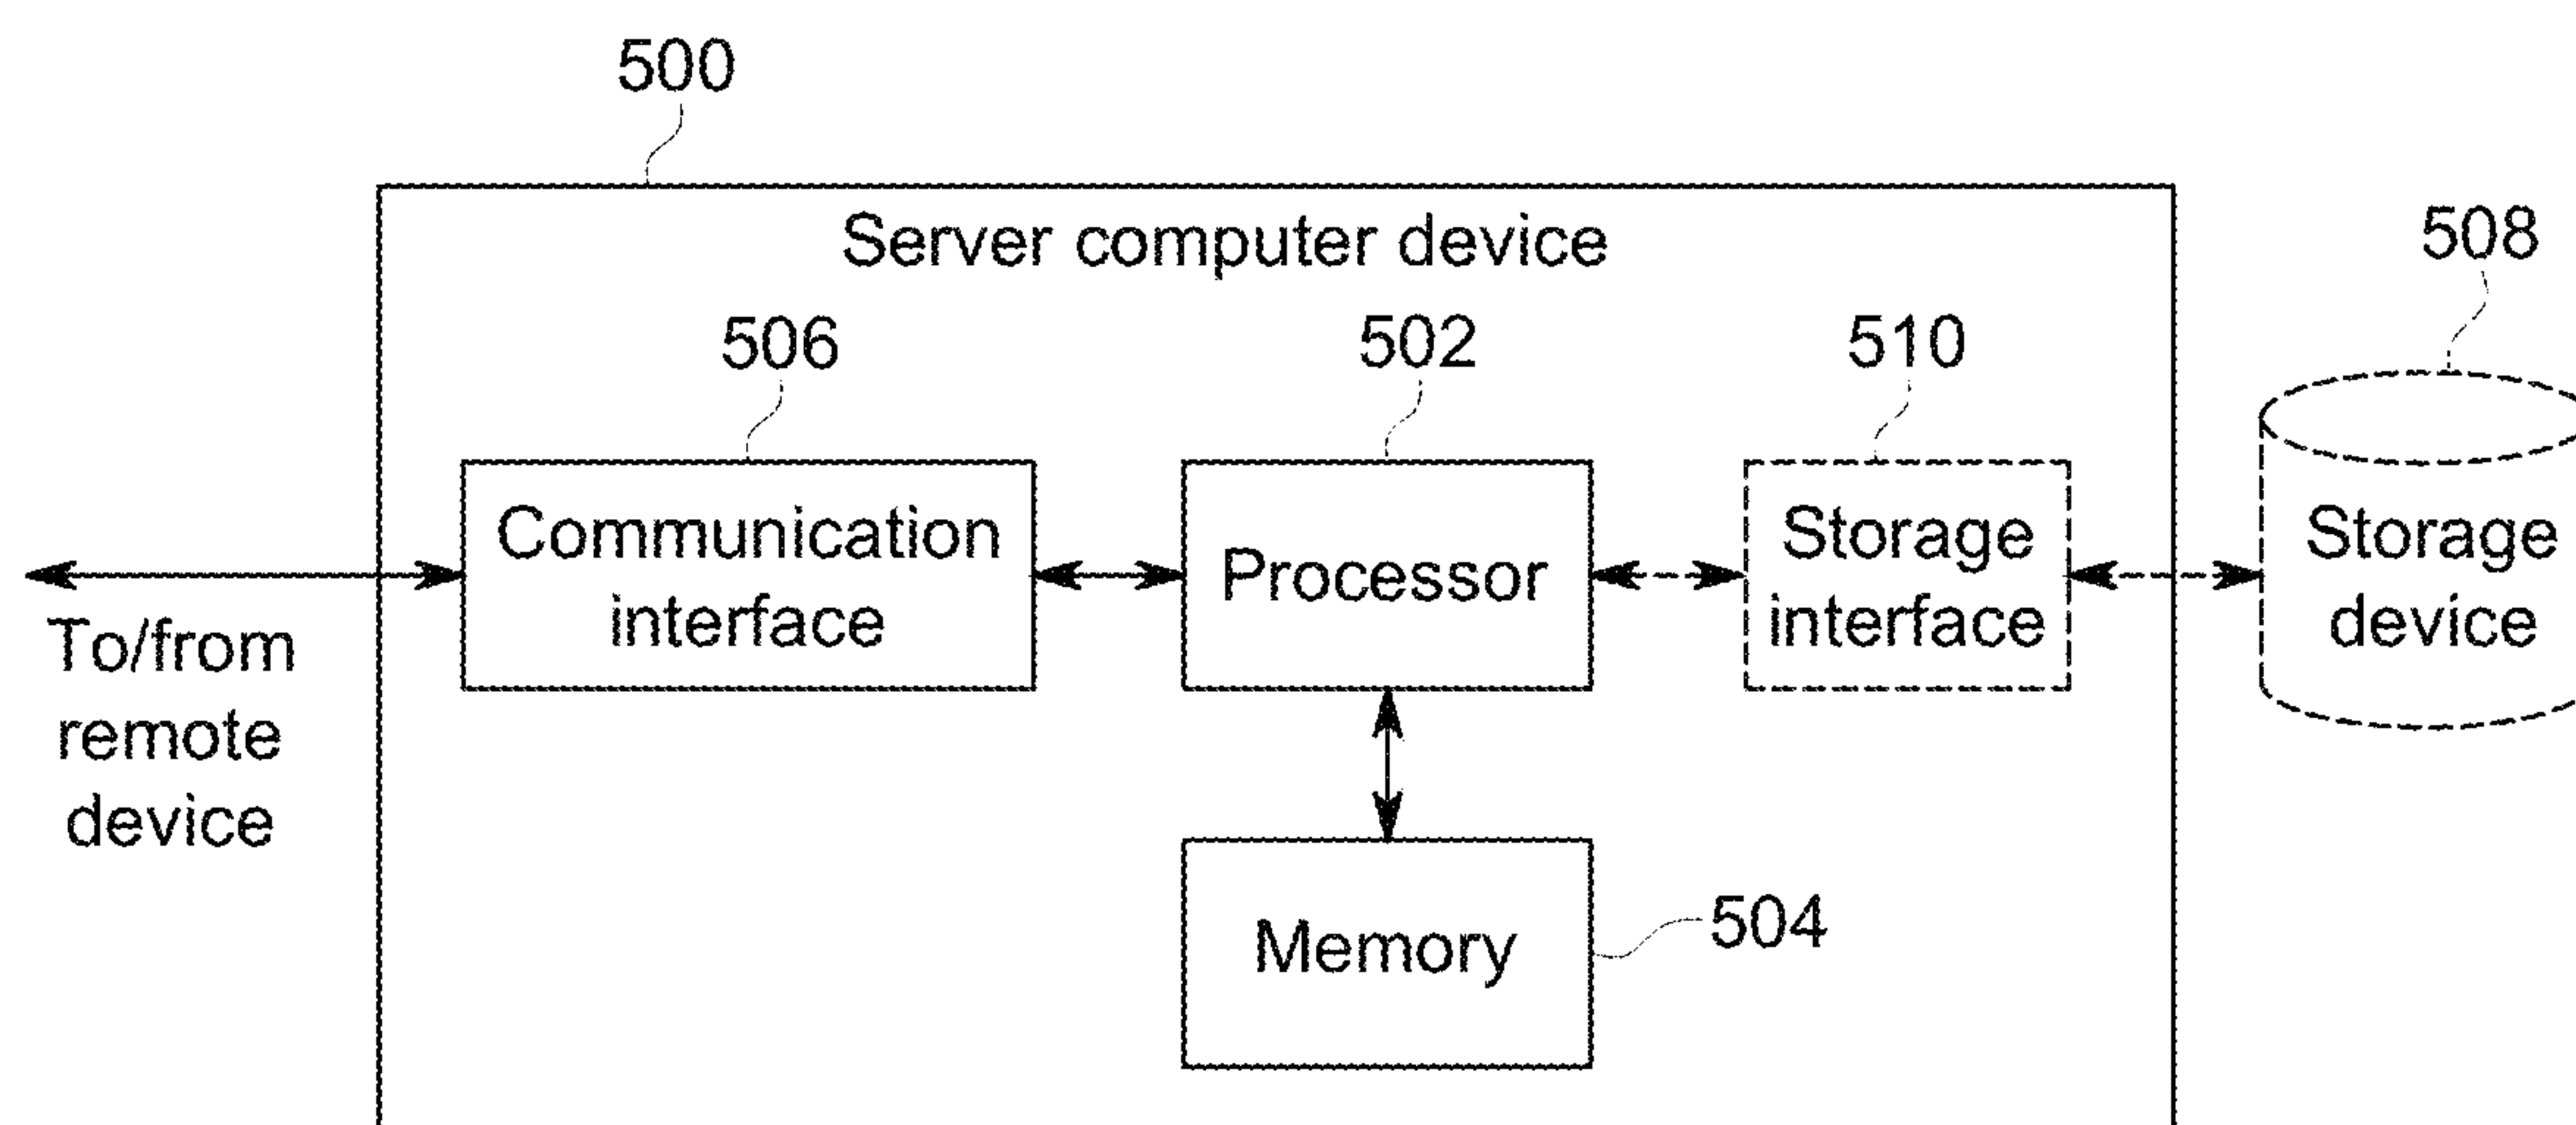 500
Server computer device
508
506
502
510
Communication
interface
Processor
Storage
interface
Storage
device
To/from
remote
device
Memory
504